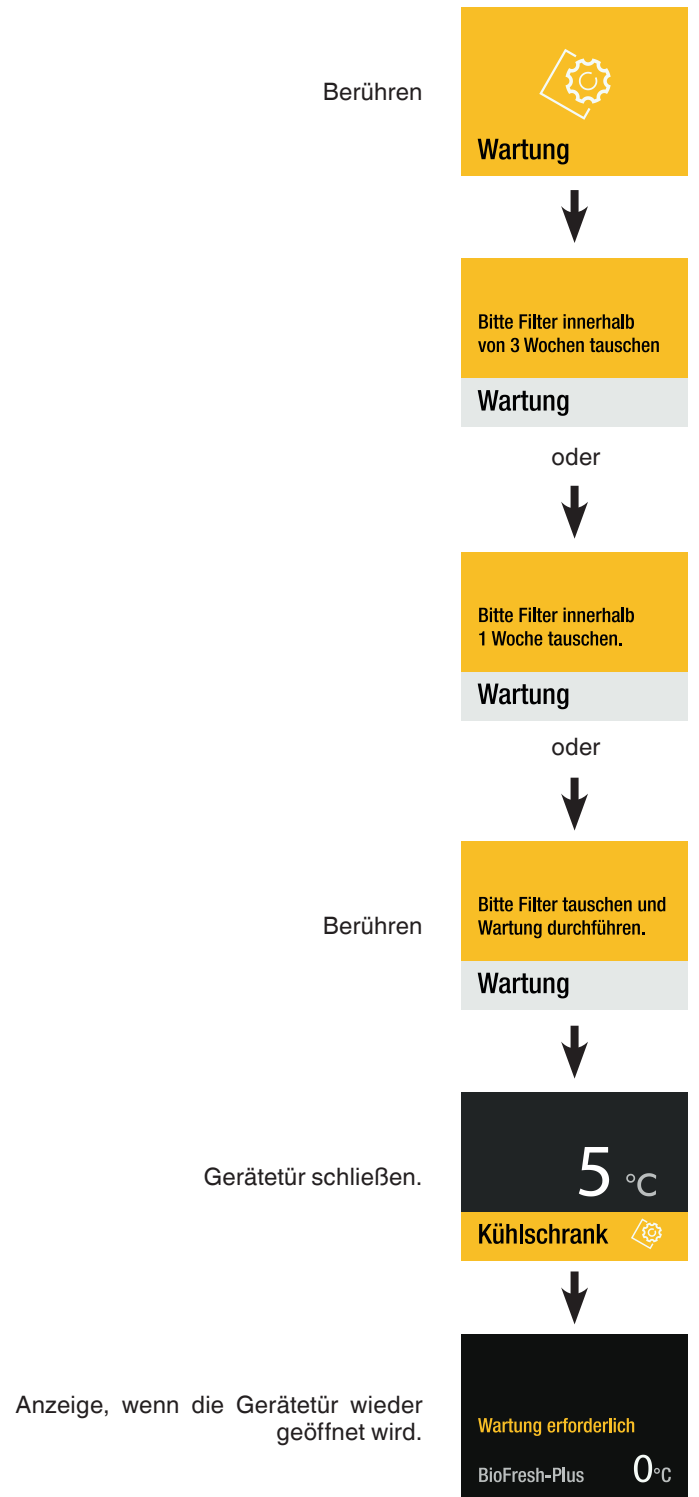 Berühren
Wartung
Bitte Filter innerhalb
von 3 Wochen tauschen
Wartung
oder
Bitte Filter innerhalb
1 Woche tauschen.
Wartung
oder
Berühren
Bitte Filter tauschen und
Wartung durchführen.
Wartung
Gerätetür schließen.
5 °C
Kühlschrank
Anzeige, wenn die Gerätetür wieder
geöffnet wird.
Wartung erforderlich
BioFresh-Plus 0°C